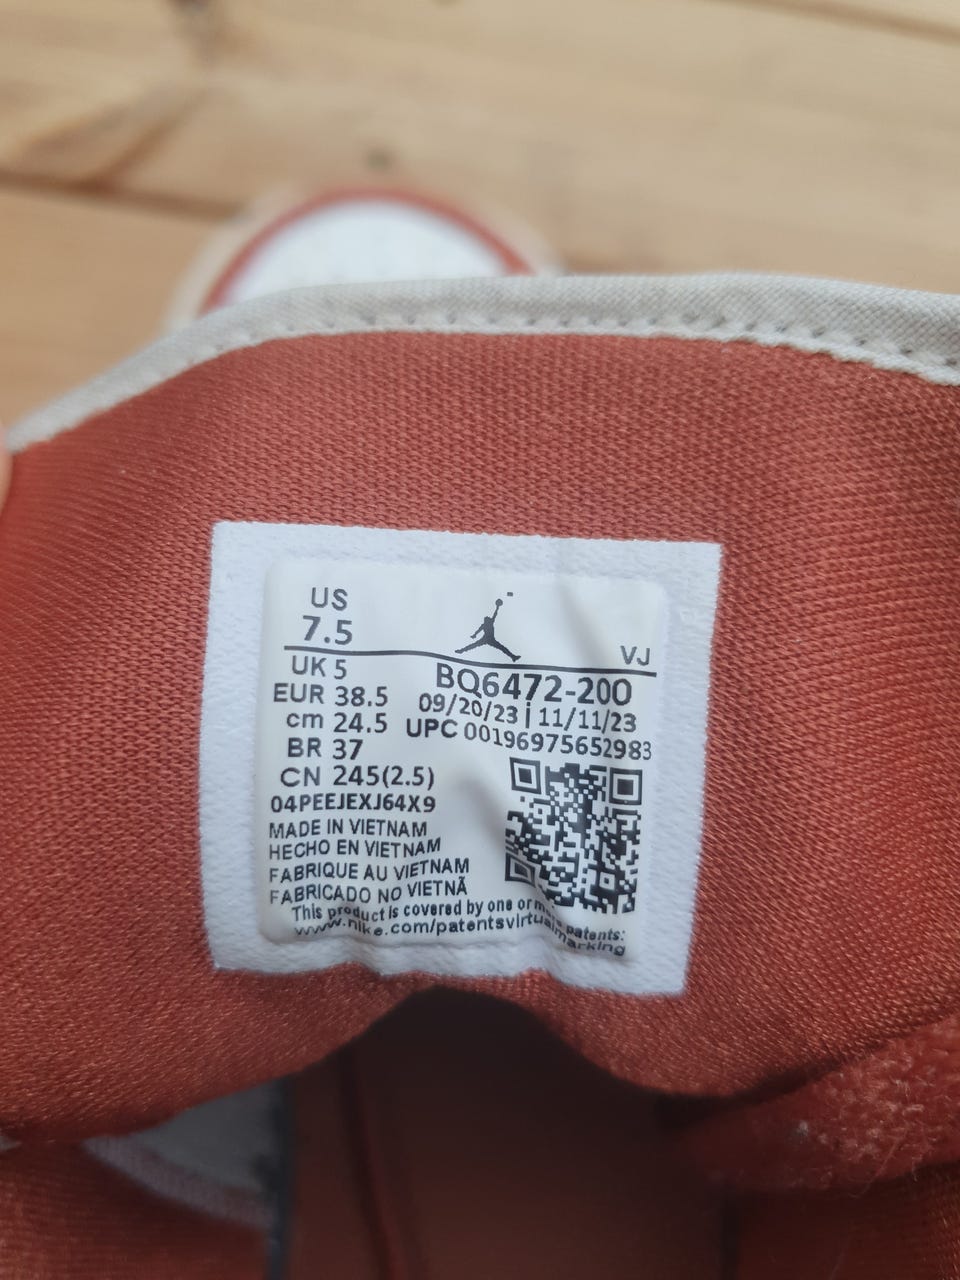 US
7.5
VJ
UK 5
EUR 38.5
cm 24.5
BR 37
CN 245(2.5)
04PEEJEXJ64X9
BQ6472-200
09/20/23 | 11/11/23
UPC 00196975652983
MADE IN VIETNAM
HECHO EN VIETNAM
FABRIQUE AU VIETNAM
FABRICADO NO VIETNÃ
This product is covered by one or more patents:
www.nike.com/patentsvirtualmarking